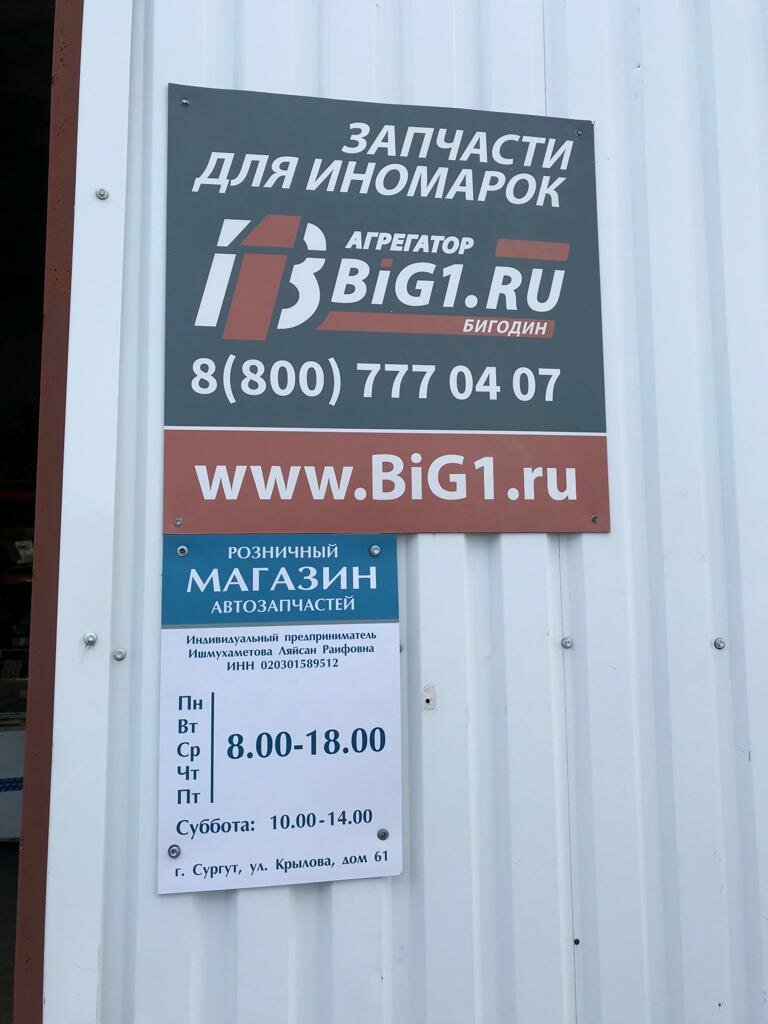 ЗАПЧАСТИ
ДЛЯ ИНОМАРОК
АГРЕГАТОР
BiG1.RU
БИГОДИН
8(800) 777 04 07
www.BiG1.ru
РОЗНИЧНЫЙ
МАГАЗИН
АВТОЗАПЧАСТЕЙ
Индивидуальный предприниматель
Ишмухаметова Ляйсан Раифовна
ИНН 020301589512
Пн
Вт
Ср
Чт
Пт
8.00-18.00
Суббота: 10.00-14.00
г. Сургут, ул. Крылова, дом 61